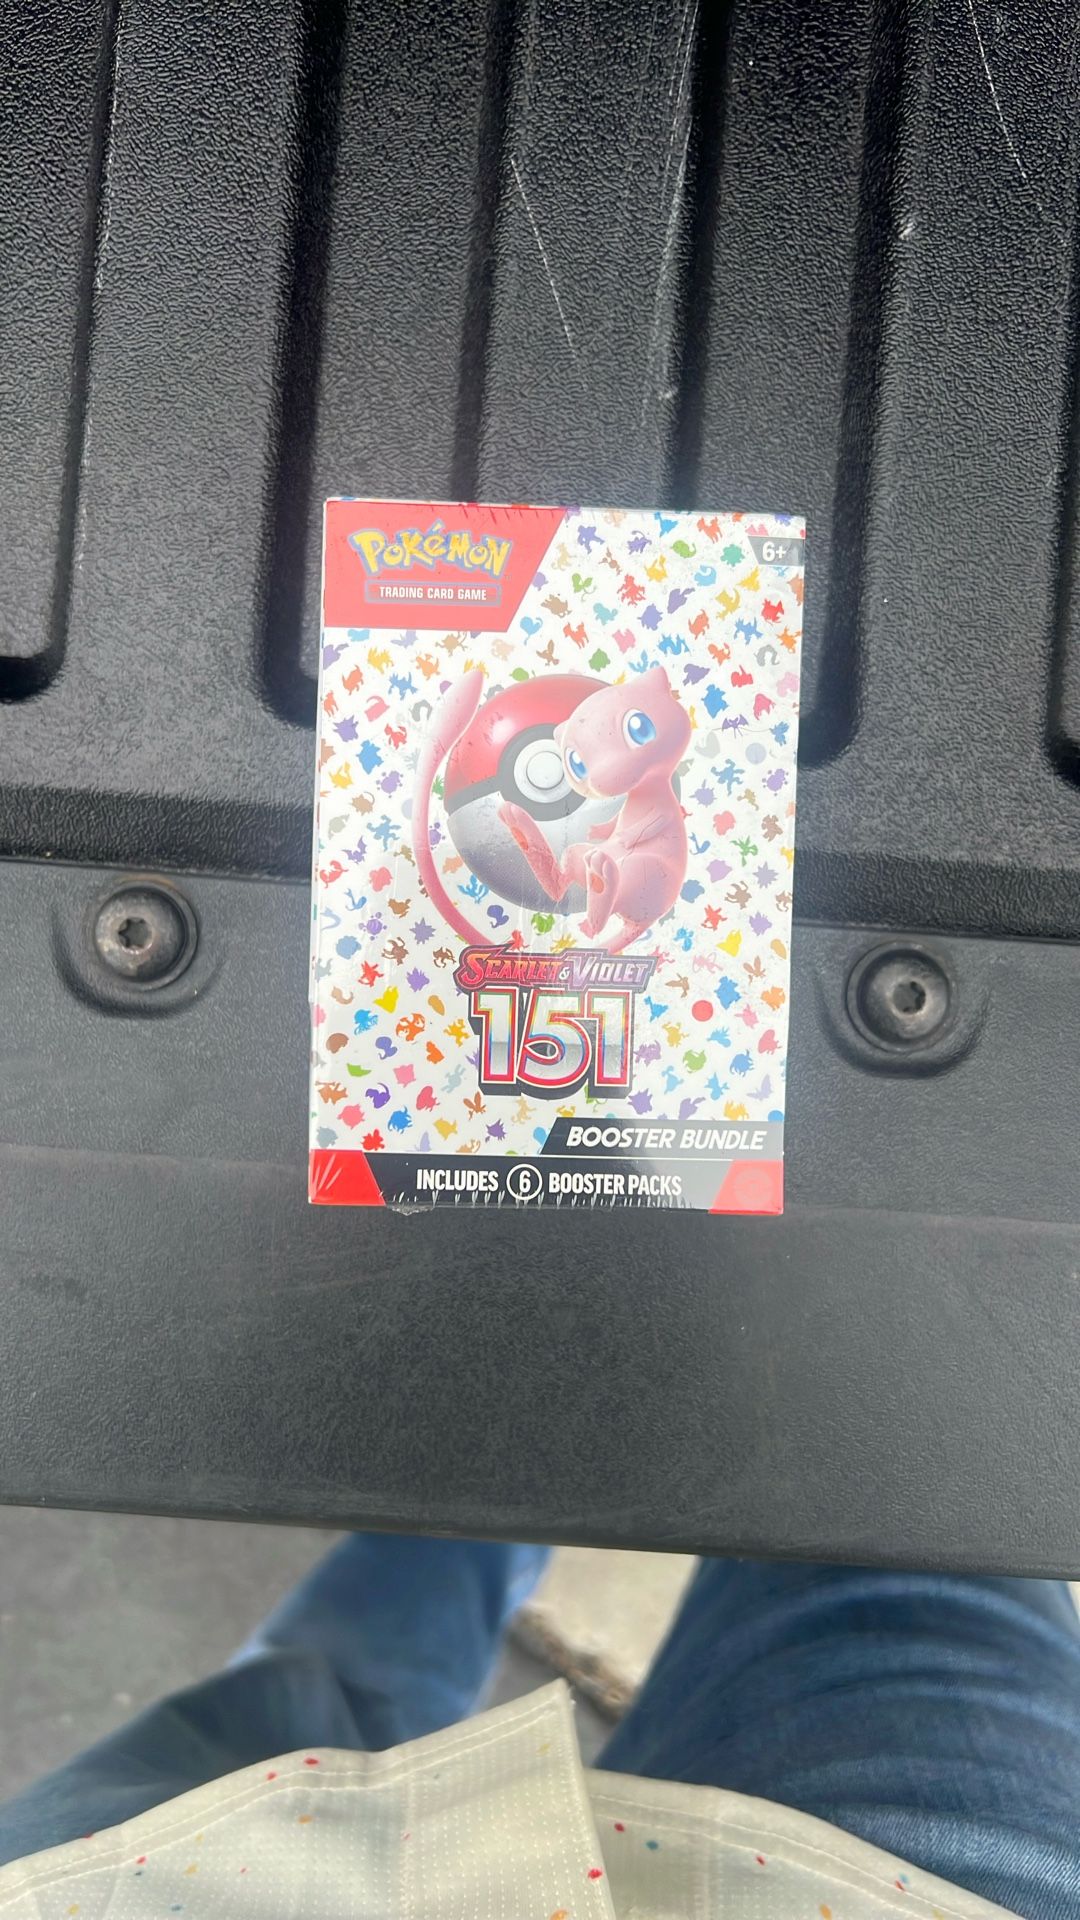 POKéMON
TRADING CARD GAME
6+
SCARLET & VIOLET
151
BOOSTER BUNDLE
INCLUDES 6 BOOSTER PACKS